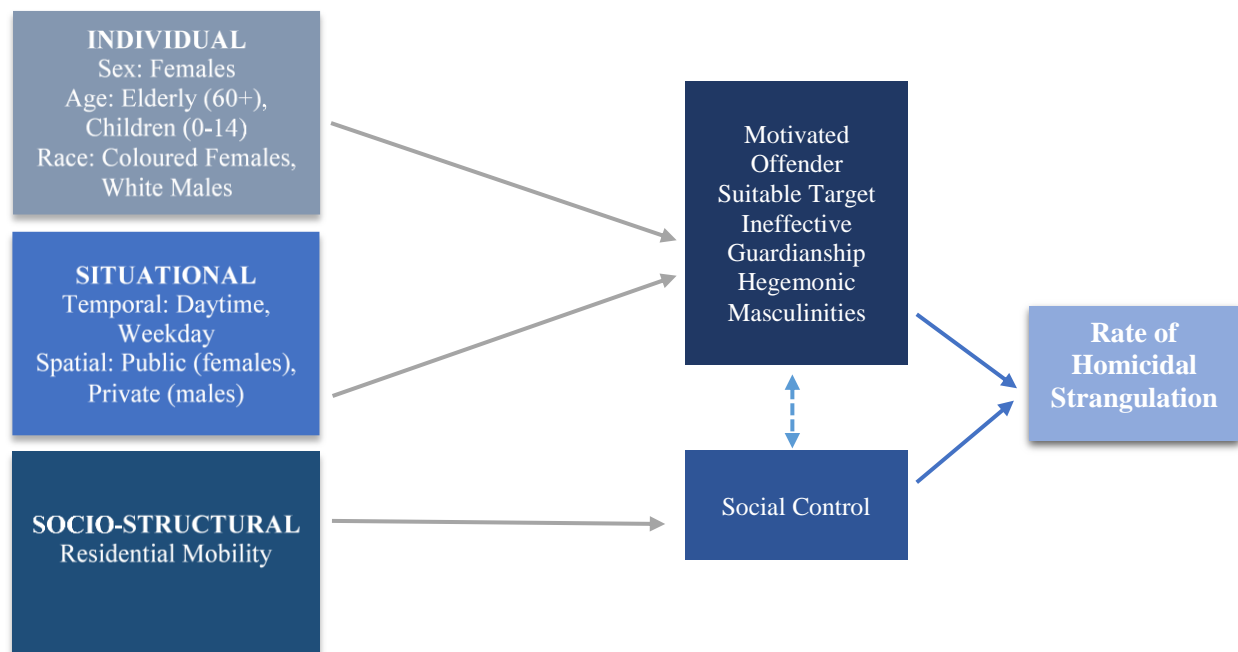 INDIVIDUAL
Sex: Females
Age: Elderly (60+),
Children (0-14)
Race: Coloured Females,
White Males
SITUATIONAL
Temporal: Daytime,
Weekday
Spatial: Public (females),
Private (males)
SOCIO-STRUCTURAL
Residential Mobility
Motivated
Offender
Suitable Target
Ineffective
Guardianship
Hegemonic
Masculinities
Social Control
Rate of
Homicidal
Strangulation